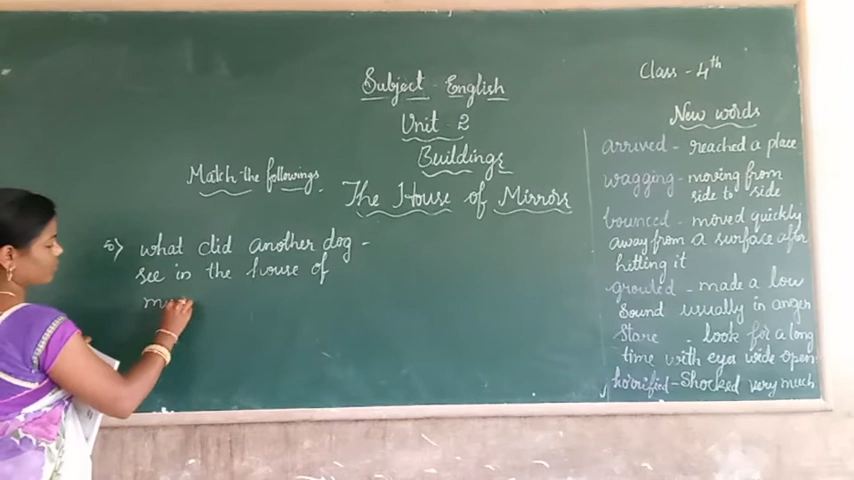 Subject - English
Class - 4th
Unit 2
Buildings
Match the followings.
The House of Mirrors
what did another dog -
see in the house of
New words
arrived - reached a place
wagging - moving from
side to side
bounced - moved quickly
away from a surface after
hitting it
growled - made a low
sound usually in anger
Stare - look for a long
time with eyes wide open
horrified - Shocked very much